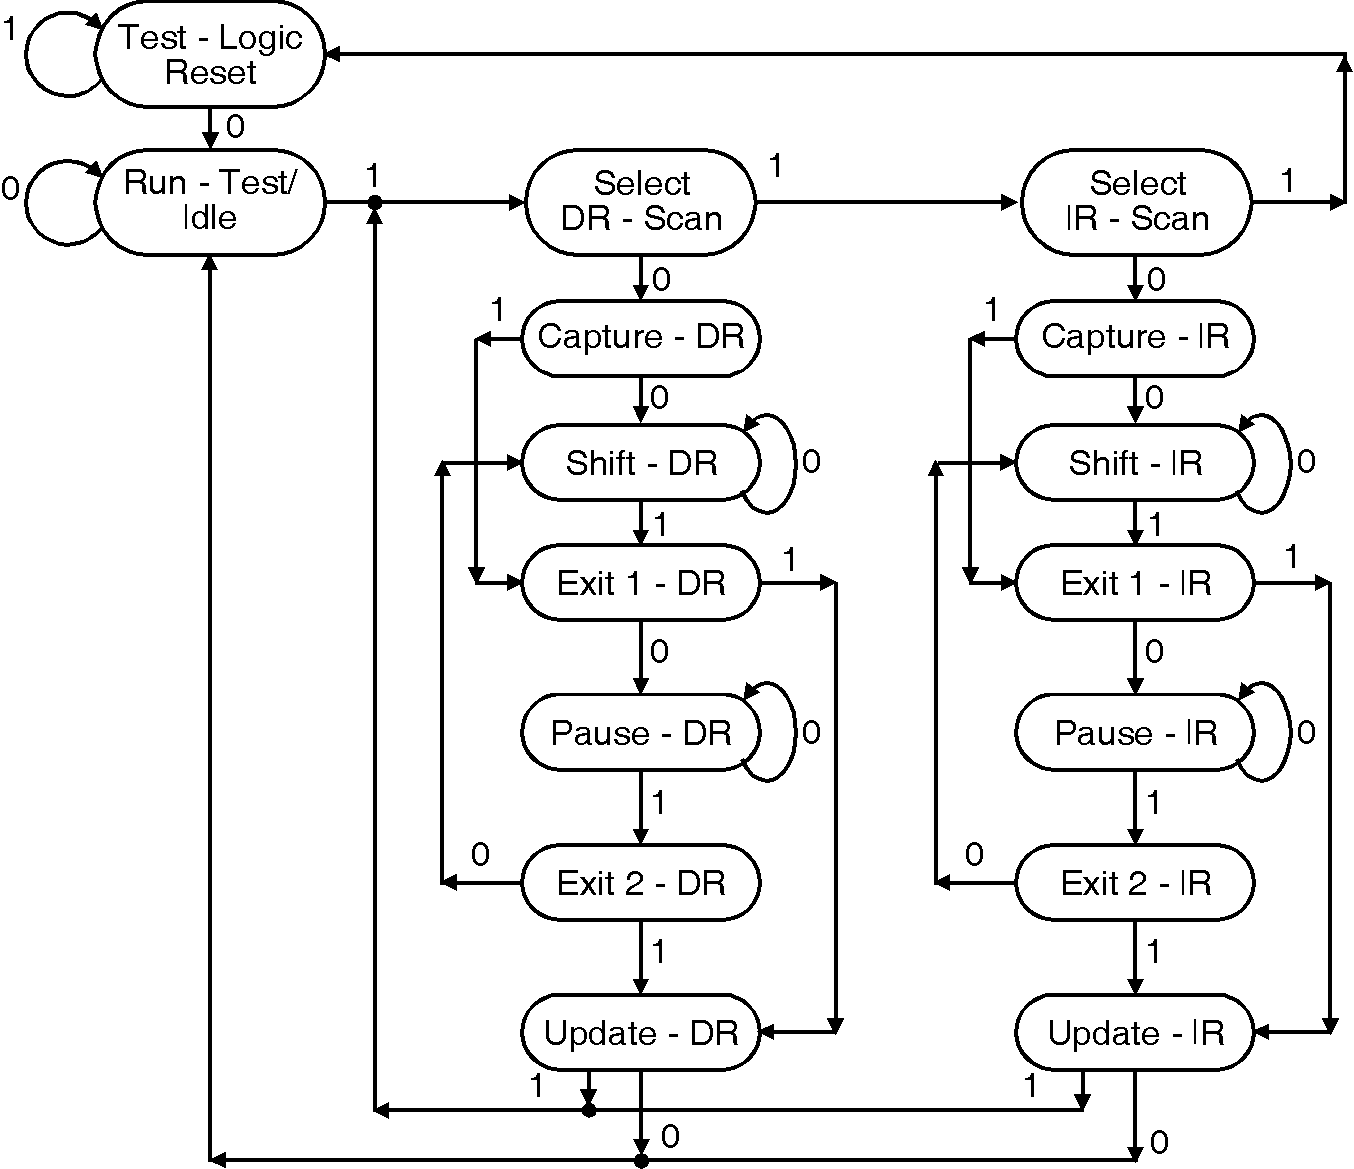 1
Test - Logic
Reset
0
0
Run - Test/
Idle
1
Select
DR - Scan
1
Select
IR - Scan
1
0
0
1
Capture - DR
1
Capture - IR
0
0
Shift - DR
0
Shift - IR
0
1
1
Exit 1 - DR
1
Exit 1 - IR
1
0
0
Pause - DR
0
Pause - IR
0
1
1
0
Exit 2 - DR
0
Exit 2 - IR
1
1
Update - DR
Update - IR
1
1
0
0